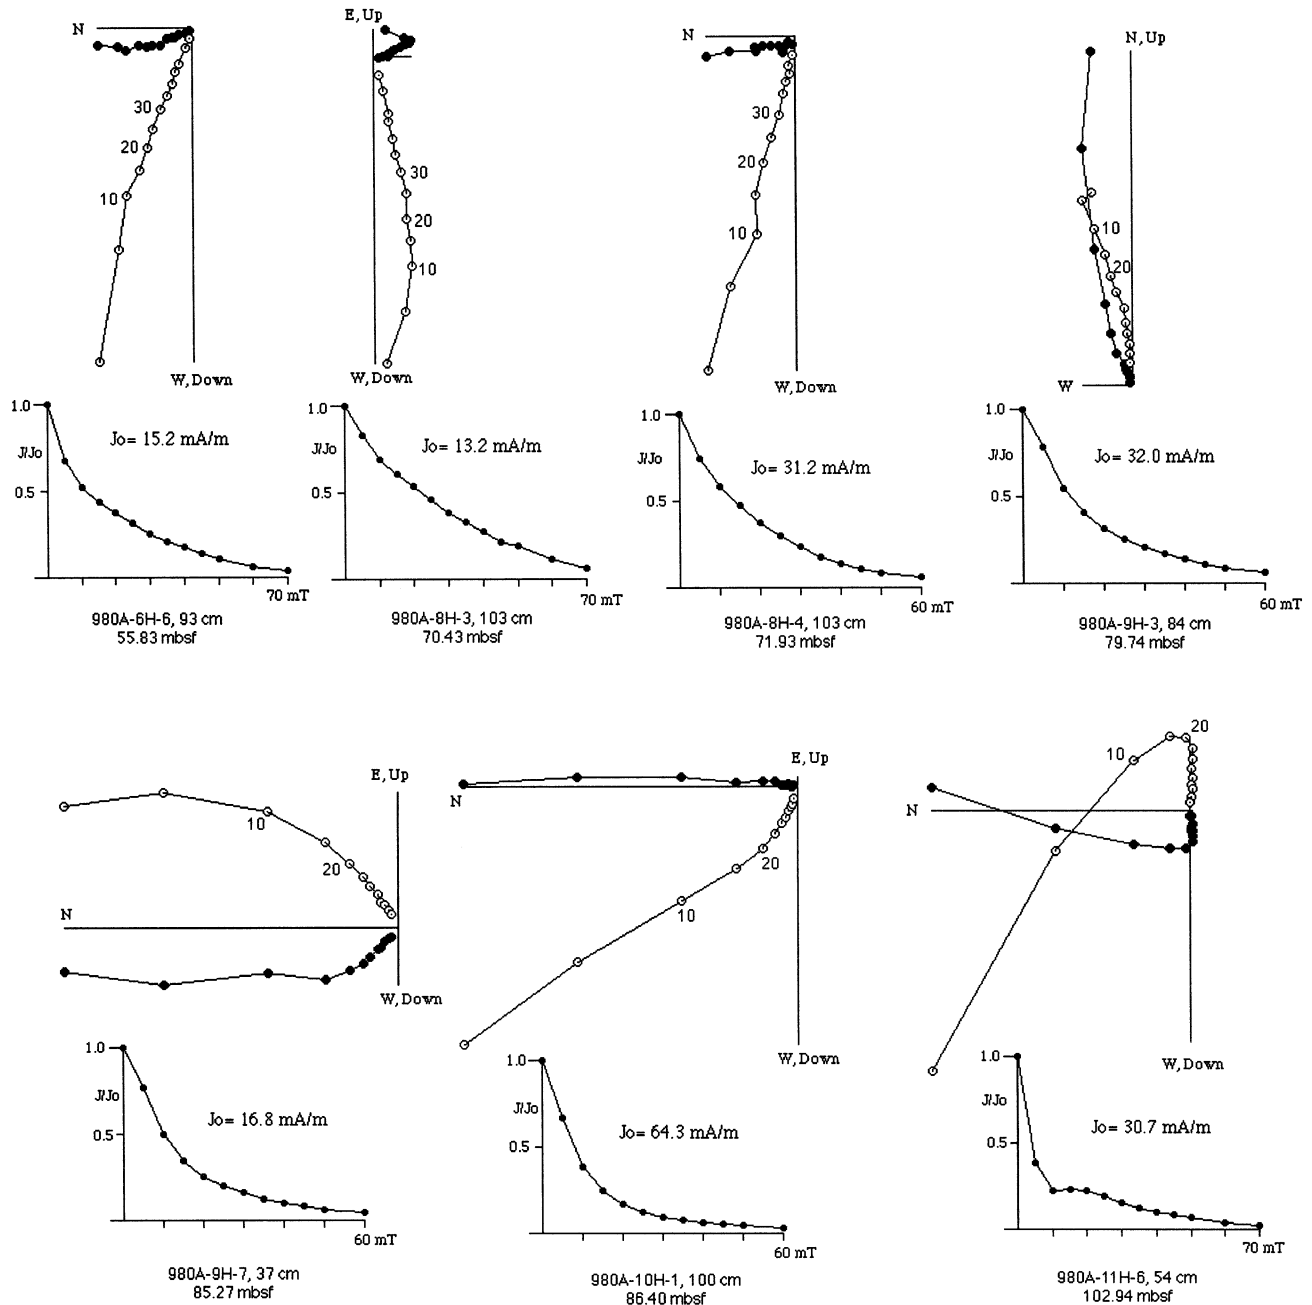 N
30
20
10
W, Down
1.0
J/Jo
0.5
Jo= 15.2 mA/m
70 mT
980A-6H-6, 93 cm
55.83 mbsf
E, Up
30
20
10
W, Down
1.0
J/Jo
0.5
Jo= 13.2 mA/m
70 mT
980A-8H-3, 103 cm
70.43 mbsf
N
30
20
10
W, Down
1.0
J/Jo
0.5
Jo= 31.2 mA/m
60 mT
980A-8H-4, 103 cm
71.93 mbsf
N, Up
10
20
W
1.0
J/Jo
0.5
Jo= 32.0 mA/m
60 mT
980A-9H-3, 84 cm
79.74 mbsf
E, Up
10
20
N
W, Down
1.0
J/Jo
0.5
Jo= 16.8 mA/m
60 mT
980A-9H-7, 37 cm
85.27 mbsf
E, Up
N
20
10
W, Down
1.0
J/Jo
0.5
Jo= 64.3 mA/m
60 mT
980A-10H-1, 100 cm
86.40 mbsf
20
10
N
W, Down
1.0
J/Jo
0.5
Jo= 30.7 mA/m
70 mT
980A-11H-6, 54 cm
102.94 mbsf